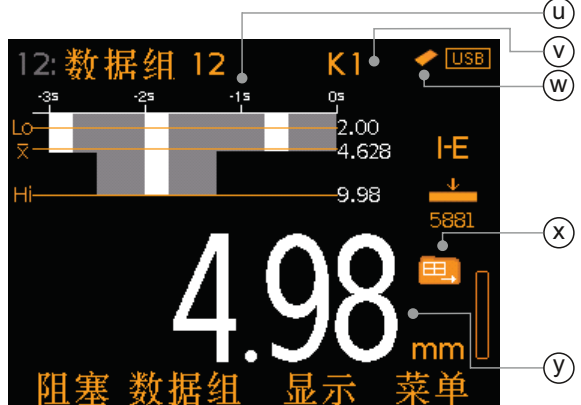 u
12: 数据组 12 K1 USB
v
w
-3s -2s -1s 0s
Lo 2.00
x̅ 4.628
I-E
Hi 9.98
5881
x
4.98
mm
y
阻塞 数据组 显示 菜单